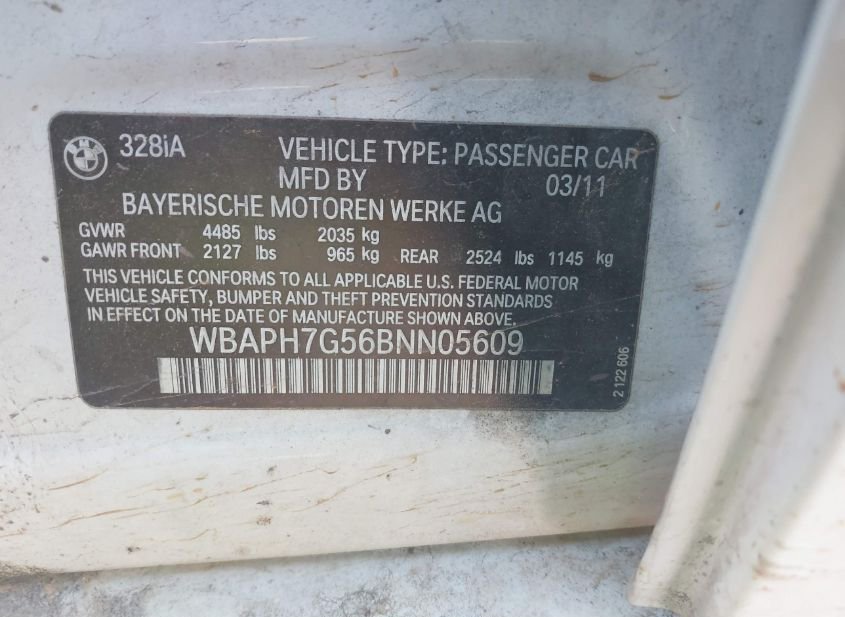 328iA VEHICLE TYPE: PASSENGER CAR
MFD BY 03/11
BAYERISCHE MOTOREN WERKE AG
GVWR 4485 lbs 2035 kg
GAWR FRONT 2127 lbs 965 kg REAR 2524 lbs 1145 kg
THIS VEHICLE CONFORMS TO ALL APPLICABLE U.S. FEDERAL MOTOR
VEHICLE SAFETY, BUMPER AND THEFT PREVENTION STANDARDS
IN EFFECT ON THE DATE OF MANUFACTURE SHOWN ABOVE.
WBAPH7G56BNN05609
2 122 606